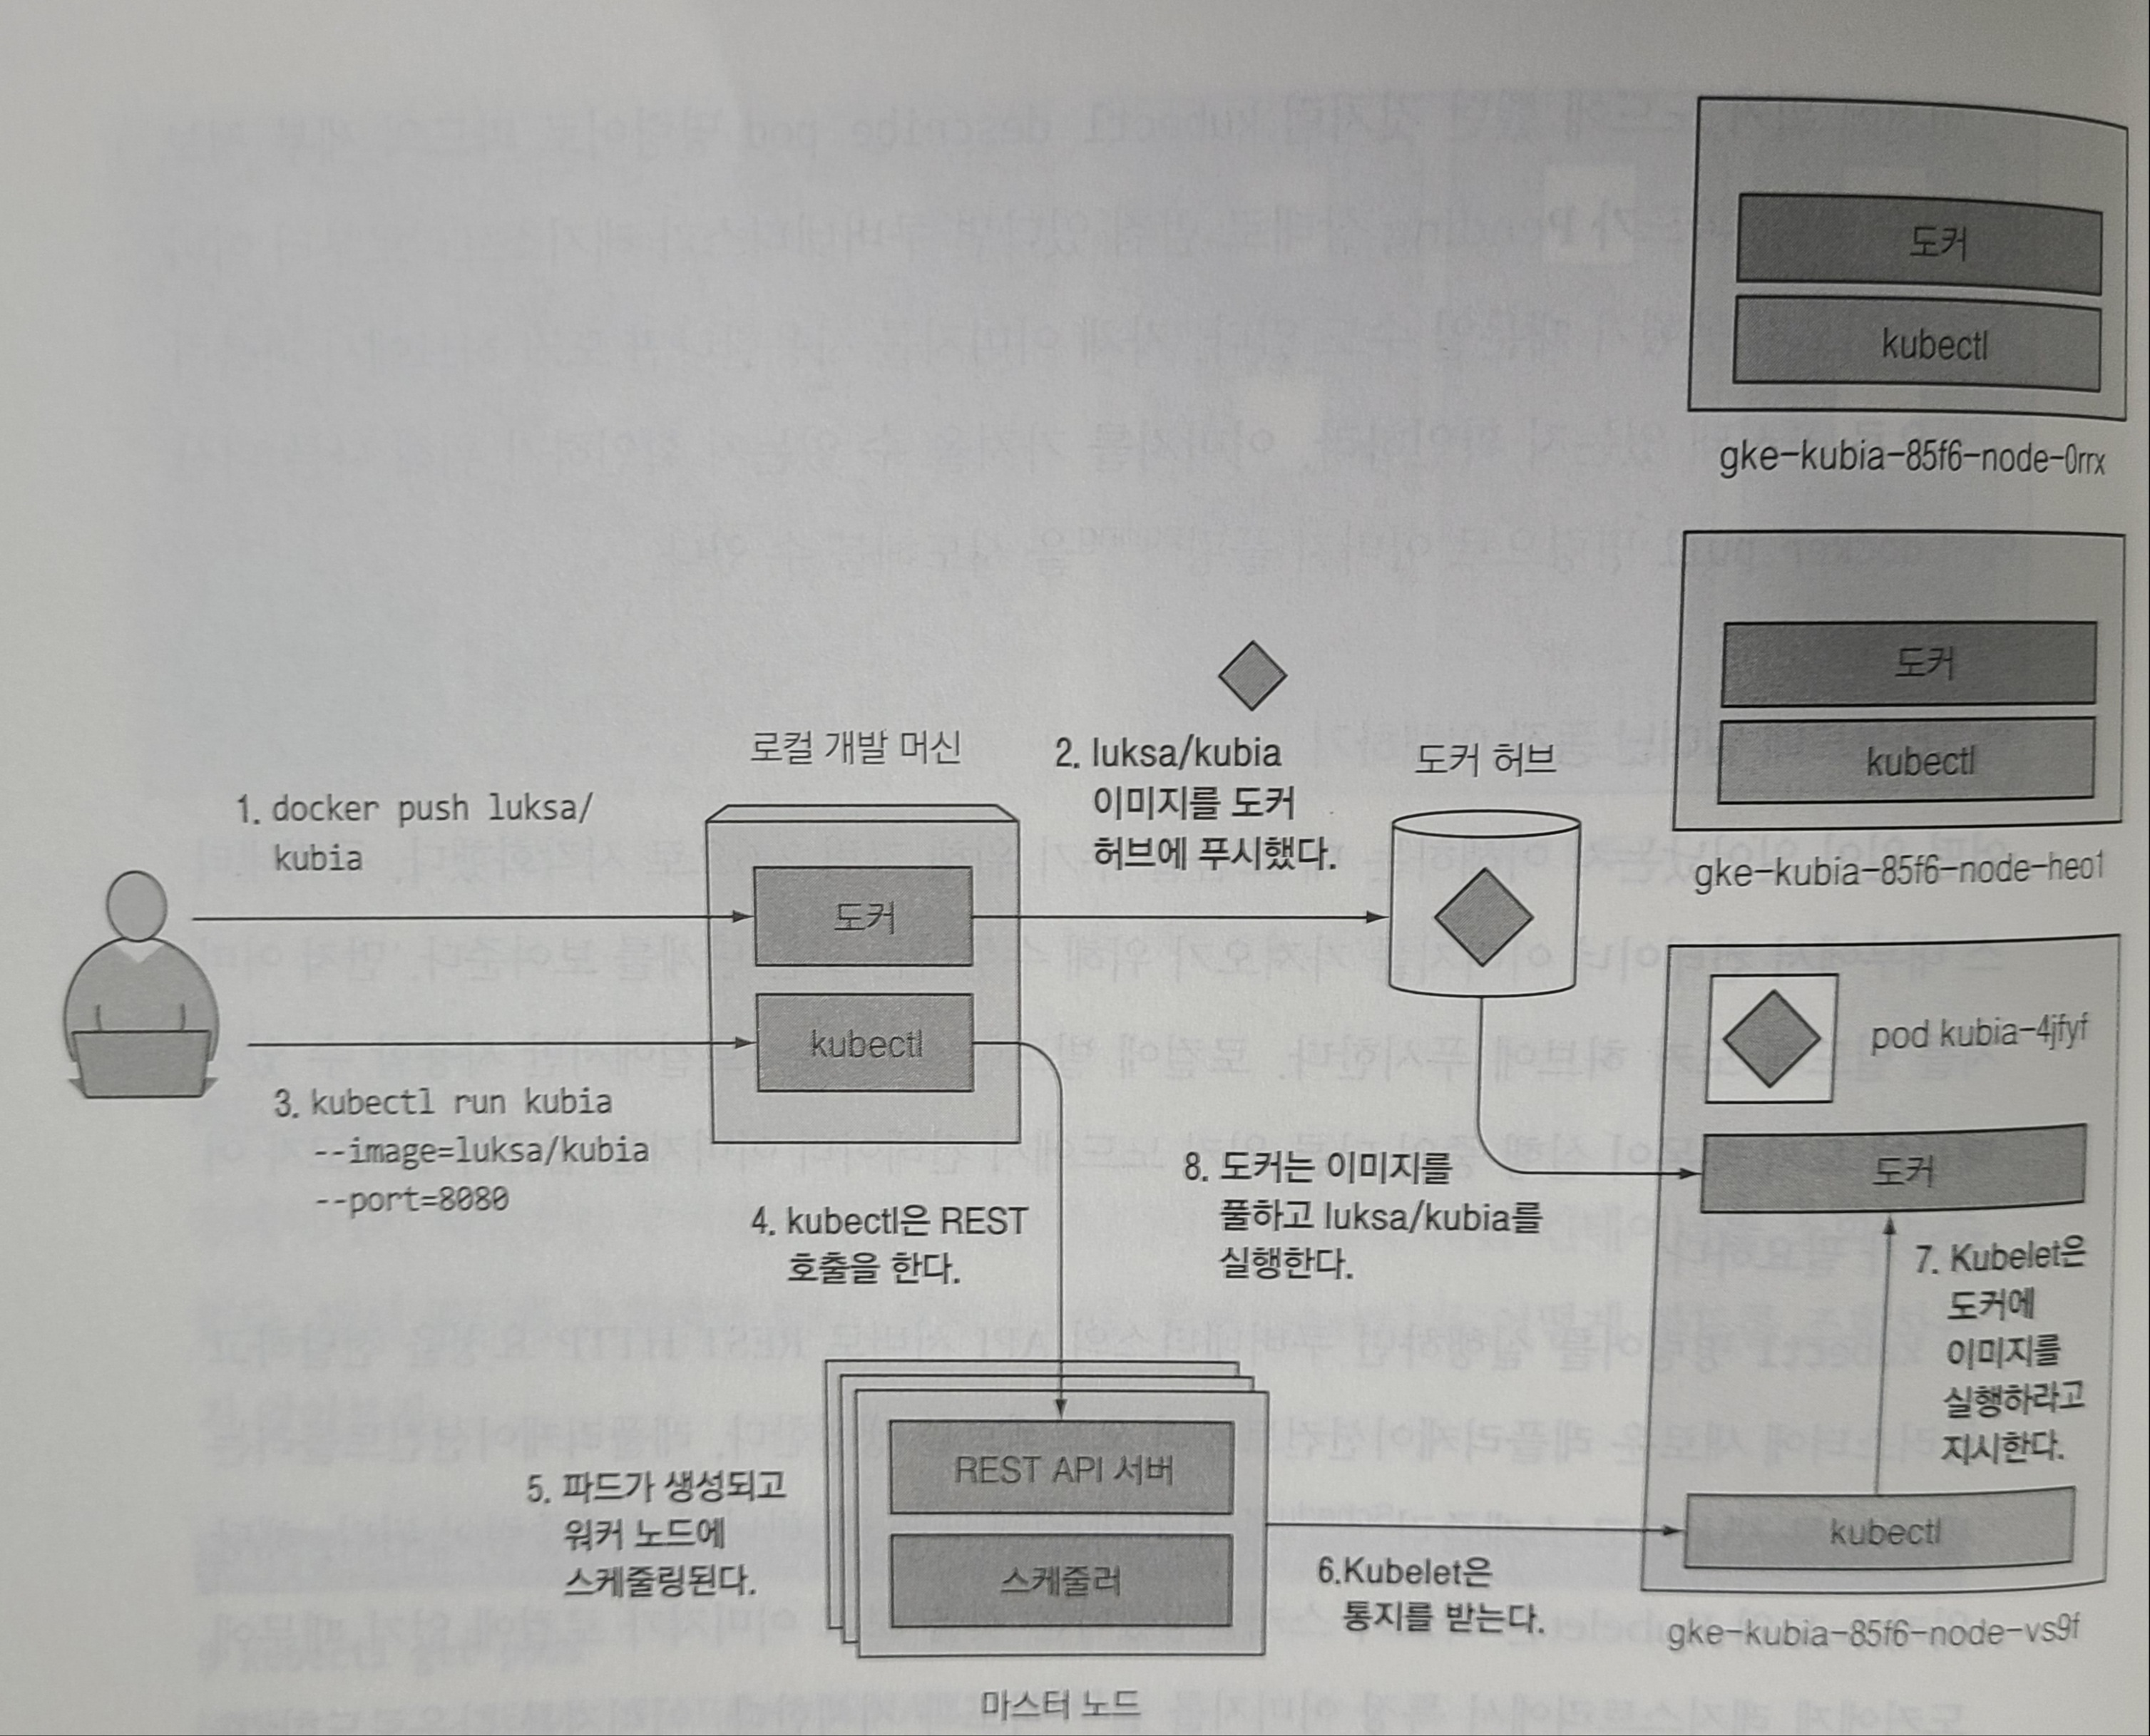 도커
kubectl
gke-kubia-85f6-node-0rrx
도커
kubectl
gke-kubia-85f6-node-heo1
로컬 개발 머신
1. docker push luksa/
kubia
도커
kubectl
3. kubectl run kubia
--image=luksa/kubia
--port=8080
2. luksa/kubia
이미지를 도커
허브에 푸시했다.
도커 허브
4. kubectl은 REST
호출을 한다.
REST API 서버
스케줄러
마스터 노드
5. 파드가 생성되고
워커 노드에
스케줄링된다.
6.Kubelet은
통지를 받는다.
pod kubia-4jfyf
도커
7. Kubelet은
도커에
이미지를
실행하라고
지시한다.
kubectl
gke-kubia-85f6-node-vs9f
8. 도커는 이미지를
풀하고 luksa/kubia를
실행한다.